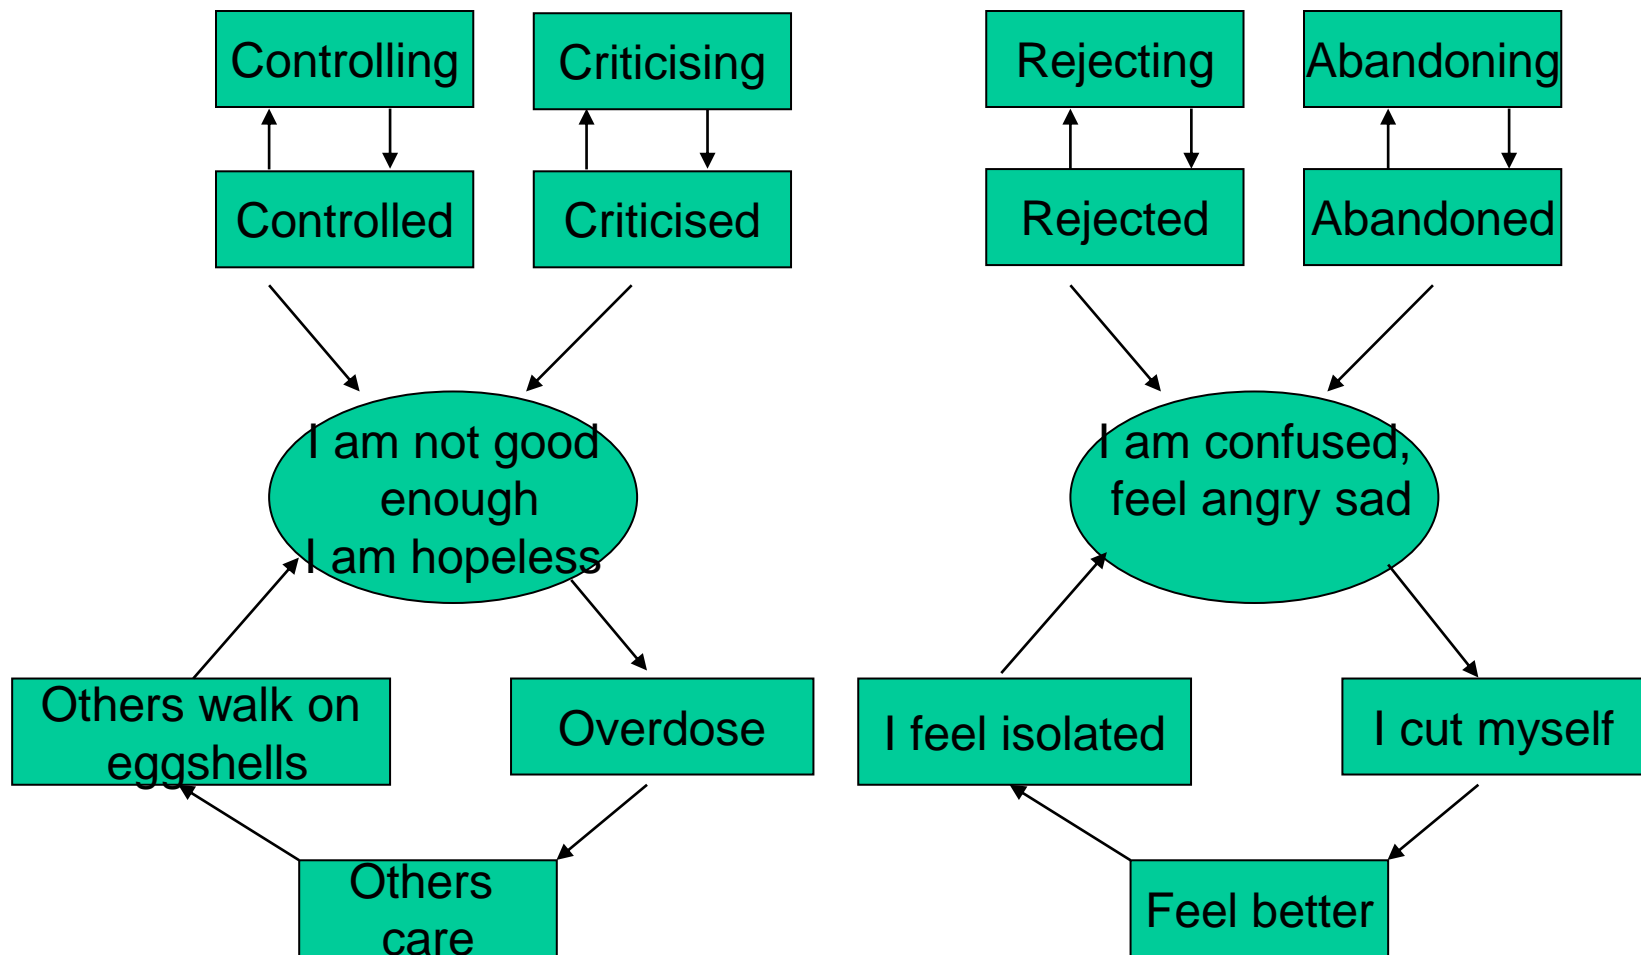 Controlling
Criticising
Rejecting
Abandoning
Controlled
Criticised
Rejected
Abandoned
I am not good
enough
I am hopeless
I am confused,
feel angry sad
Others walk on
eggshells
Overdose
I feel isolated
I cut myself
Others
care
Feel better